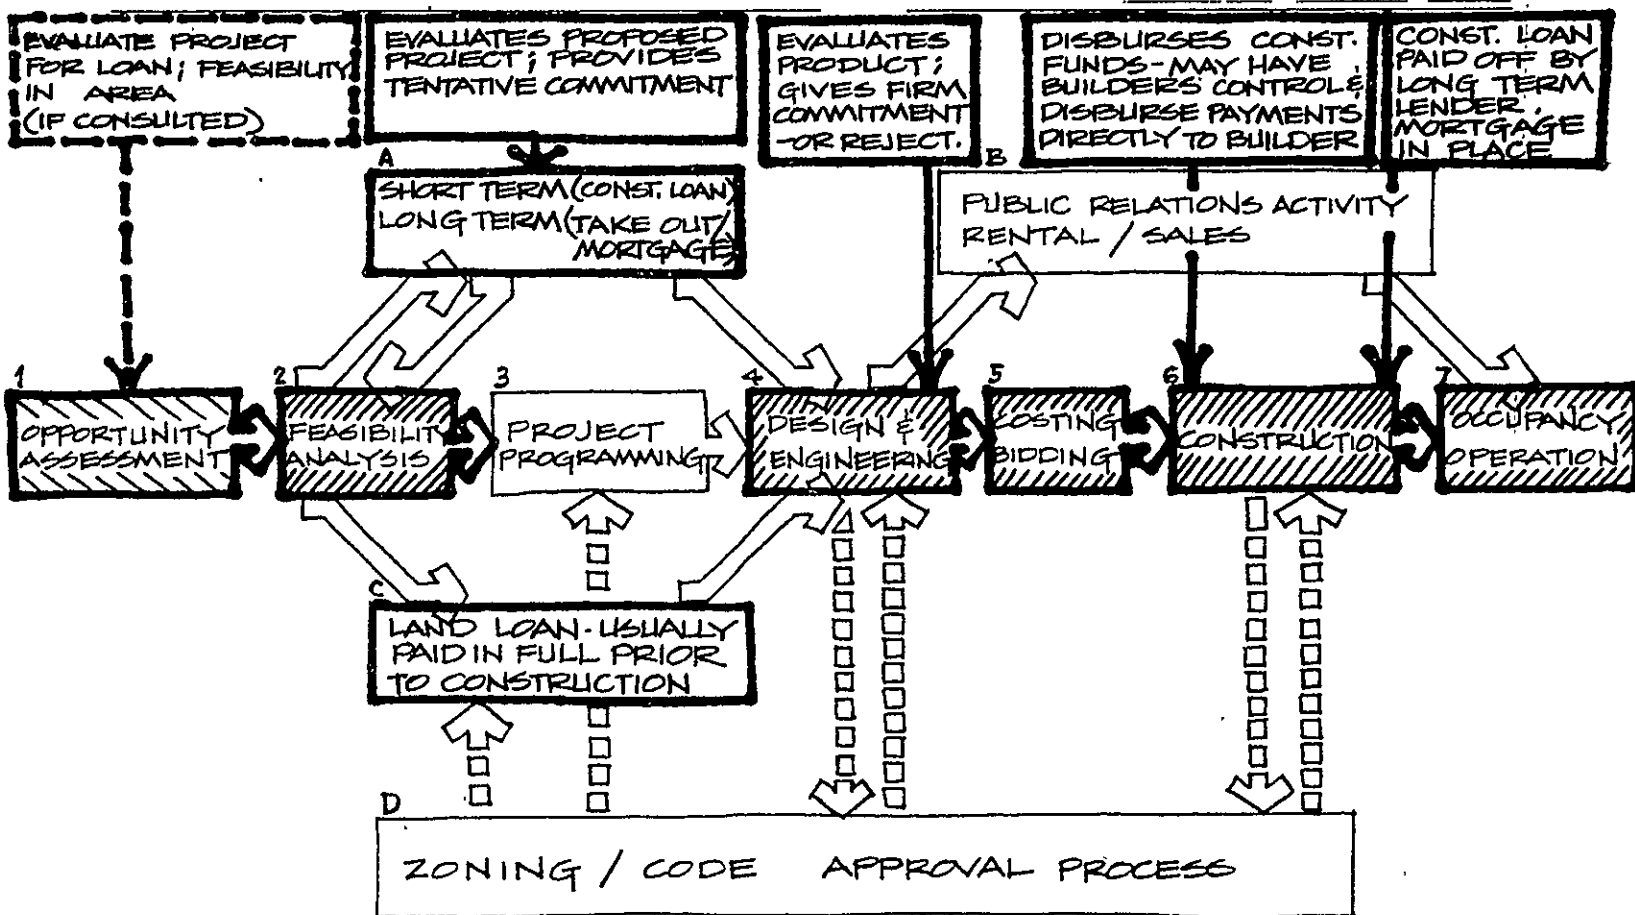 EVALUATE PROJECT
FOR LOAN; FEASIBILITY
IN AREA
(IF CONSULTED)
EVALUATES PROPOSED
PROJECT; PROVIDES
TENTATIVE COMMITMENT
EVALUATES
PRODUCT;
GIVES FIRM
COMMITMENT
-OR REJECT.
DISBURSES CONST.
FUNDS-MAY HAVE
BUILDERS CONTROL &
DISBURSE PAYMENTS
DIRECTLY TO BUILDER
CONST. LOAN
PAID OFF BY
LONG TERM
LENDER.
MORTGAGE
IN PLACE
A
SHORT TERM (CONST. LOAN)
LONG TERM (TAKE OUT/
MORTGAGE)
B
PUBLIC RELATIONS ACTIVITY
RENTAL / SALES
1
OPPORTUNITY
ASSESSMENT
2
FEASIBILIT
ANALYSIS
3
PROJECT
PROGRAMMING
4
DESIGN &
ENGINEERING
5
COSTING
BIDDING
6
CONSTRUCTION
7
OCCUPANCY
OPERATION
C
LAND LOAN-USUALLY
PAID IN FULL PRIOR
TO CONSTRUCTION
D
ZONING / CODE APPROVAL PROCESS